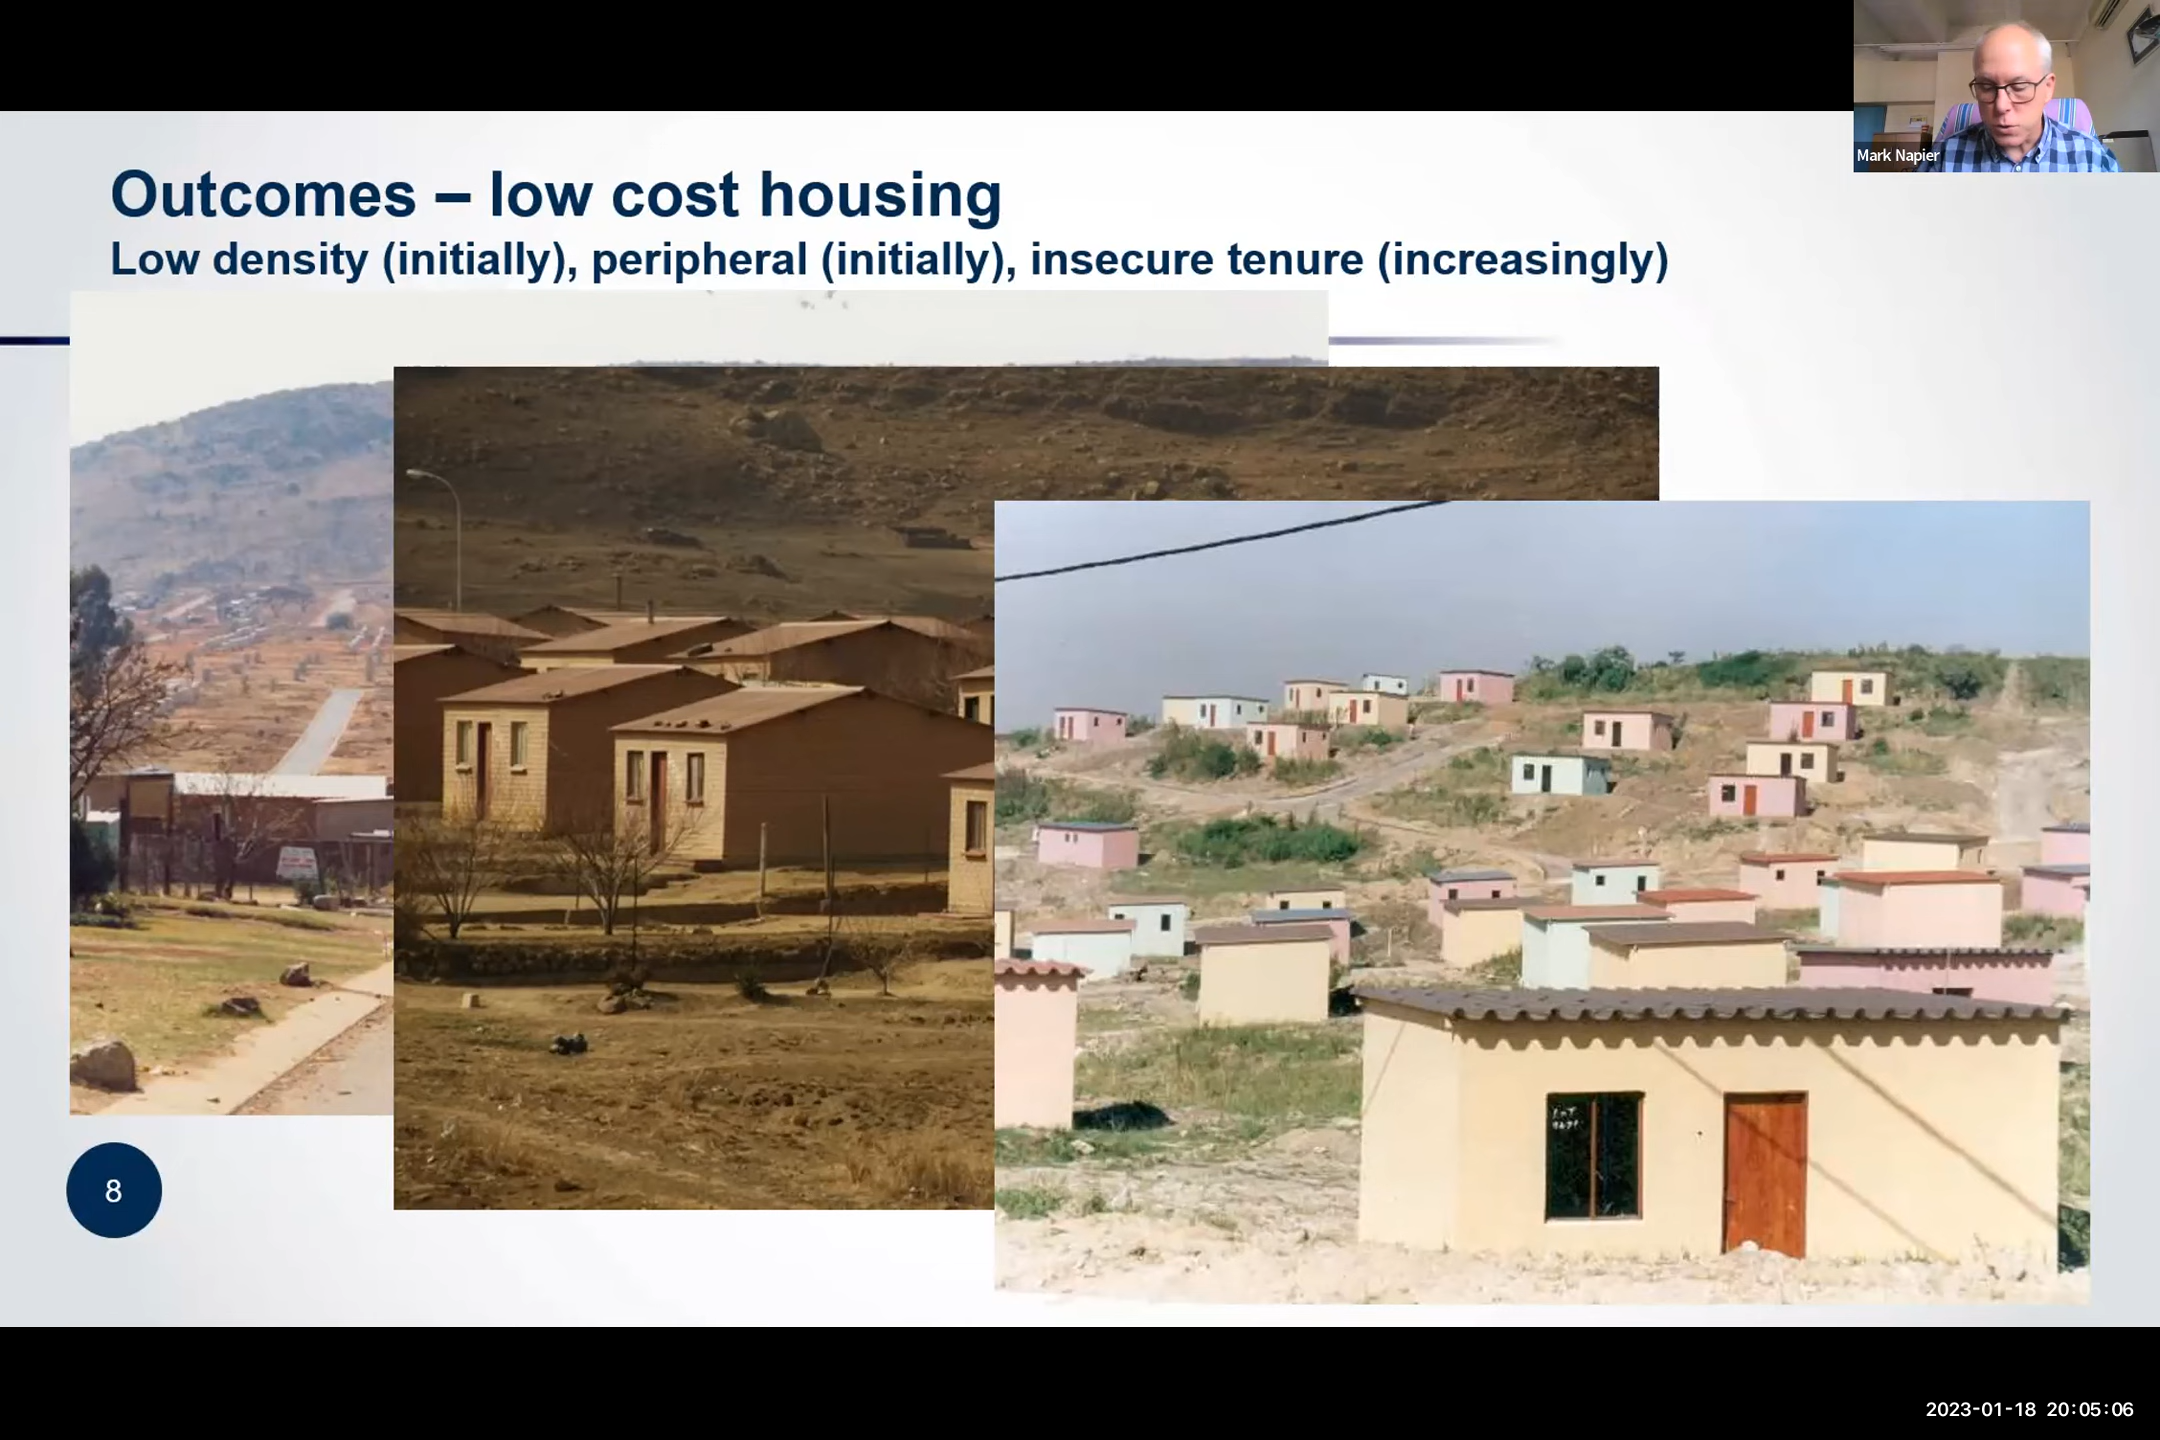 Mark Napier
Outcomes – low cost housing
Low density (initially), peripheral (initially), insecure tenure (increasingly)
8
2023-01-18 20:05:06